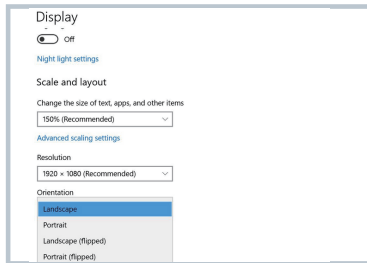 Display
Off
Night light settings
Scale and layout
Change the size of text, apps, and other items
150% (Recommended)
Advanced scaling settings
Resolution
1920 × 1080 (Recommended)
Orientation
Landscape
Portrait
Landscape (flipped)
Portrait (flipped)